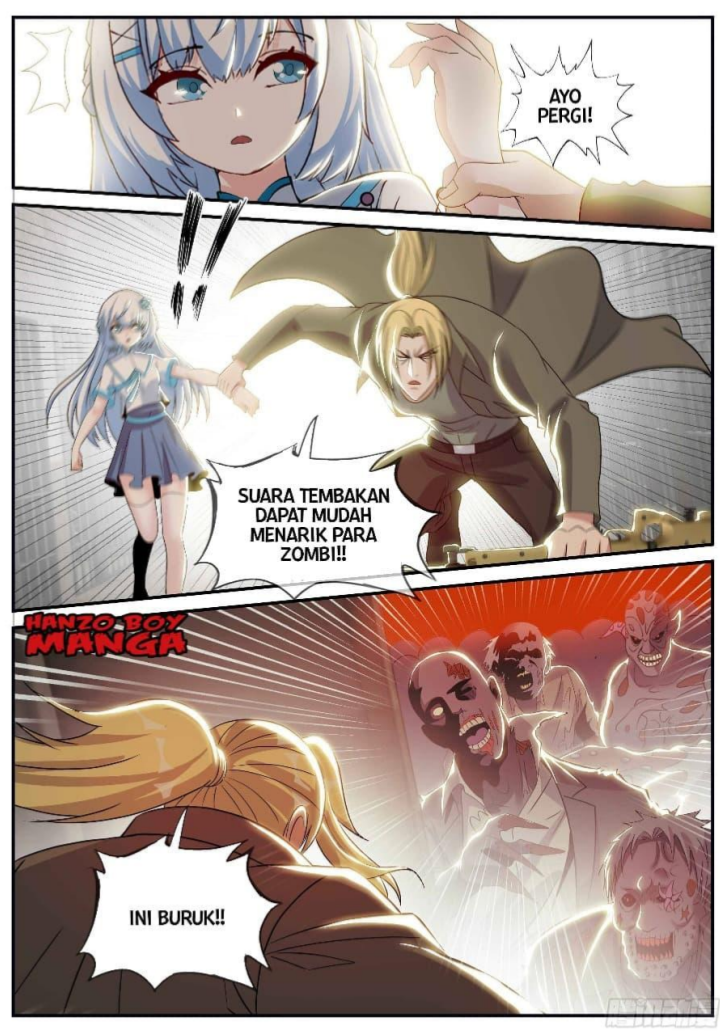 AYO
PERGI!
SUARA TEMBAKAN
DAPAT MUDAH
MENARIK PARA
ZOMBI!!
HANZO BOY
MANGA
INI BURUK!!